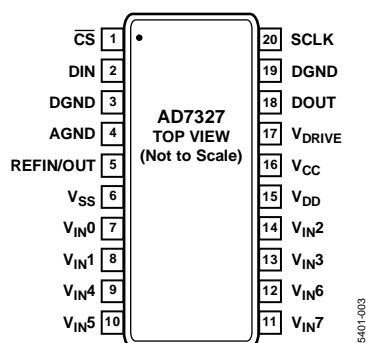 CS 1
DIN 2
DGND 3
AGND 4
REFIN/OUT 5
VSS 6
VIN0 7
VIN1 8
VIN4 9
VIN5 10
AD7327
TOP VIEW
(Not to Scale)
20 SCLK
19 DGND
18 DOUT
17 VDRIVE
16 VCC
15 VDD
14 VIN2
13 VIN3
12 VIN6
11 VIN7
5401-003